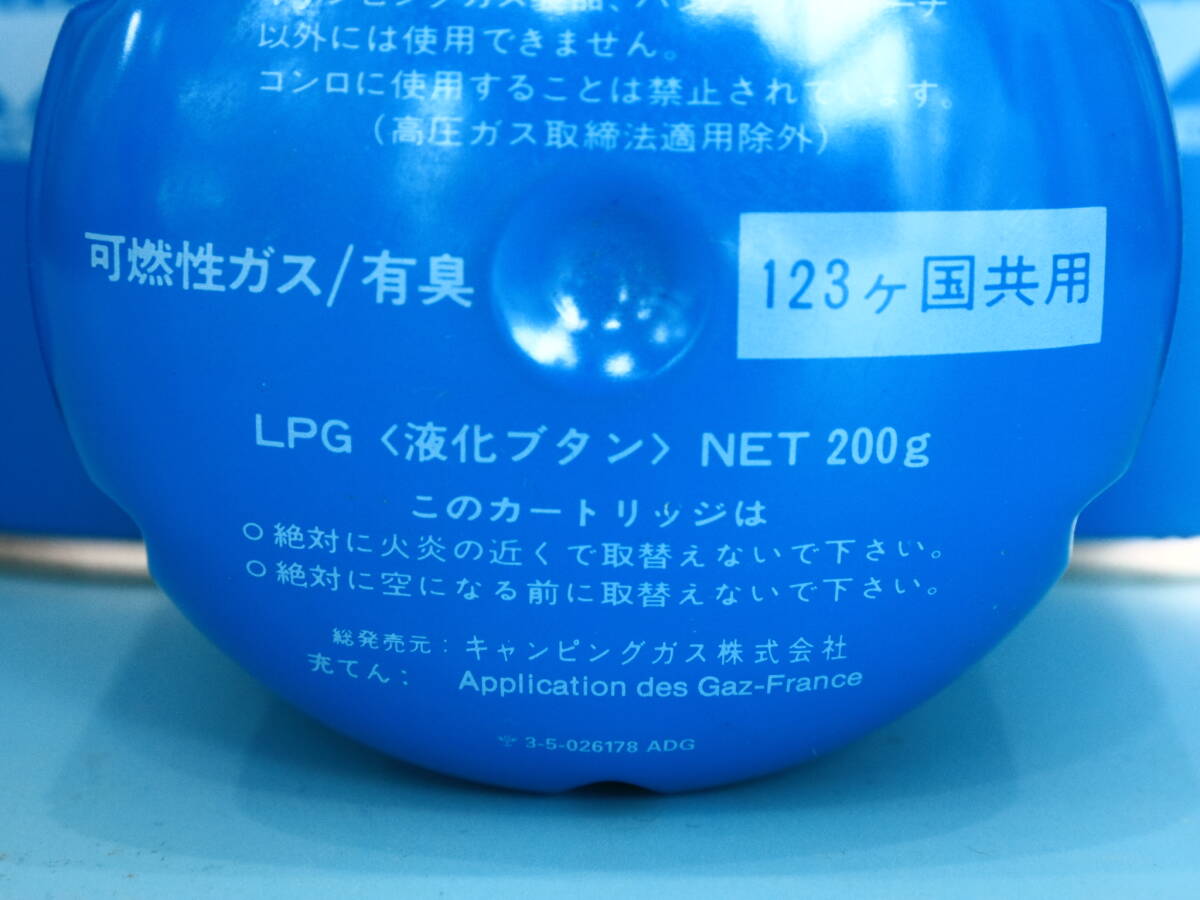 以外には使用できません。
コンロに使用することは禁止されています。
（高圧ガス取締法適用除外）
可燃性ガス/有臭
123ヶ国共用
LPG〈液化ブタン〉NET 200g
このカートリッジは
○絶対に火炎の近くで取替えないで下さい。
○絶対に空になる前に取替えないで下さい。
総発売元：キャンピングガス株式会社
充てん： Application des Gaz-France
3-5-026178 ADG